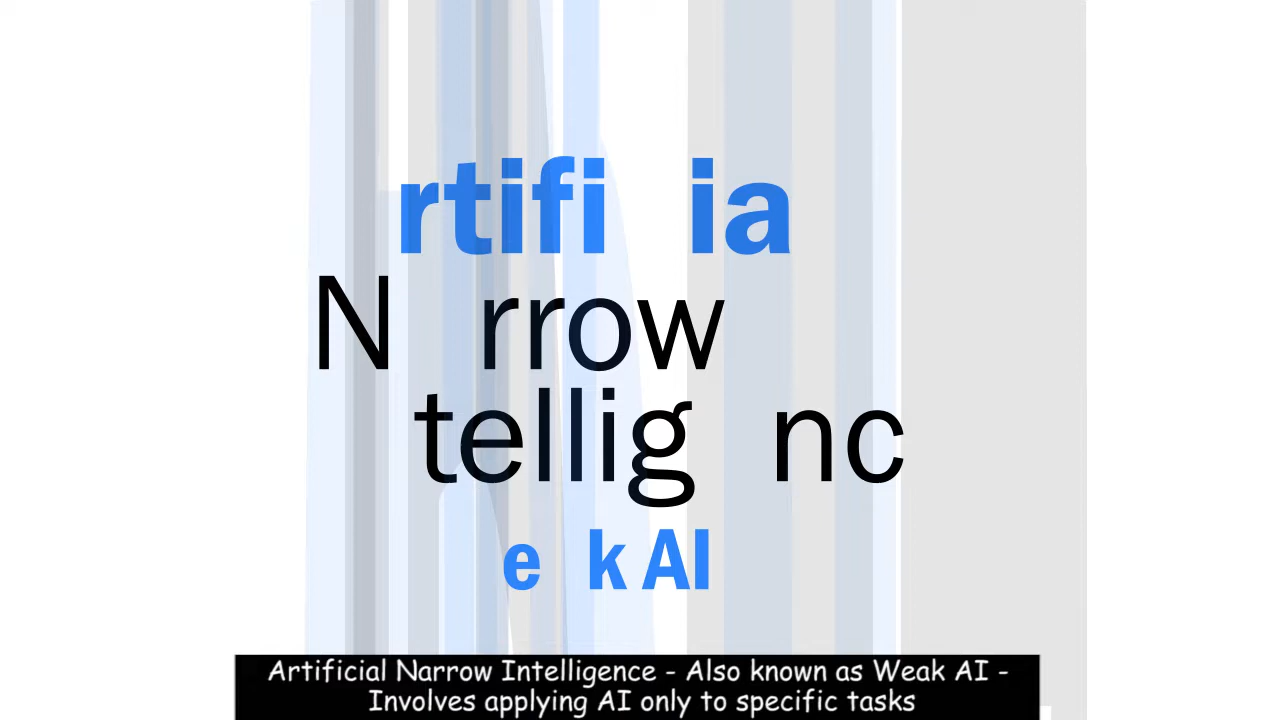 rtifi ia
N rrow
tellig nc
e k AI
Artificial Narrow Intelligence - Also known as Weak AI -
Involves applying AI only to specific tasks